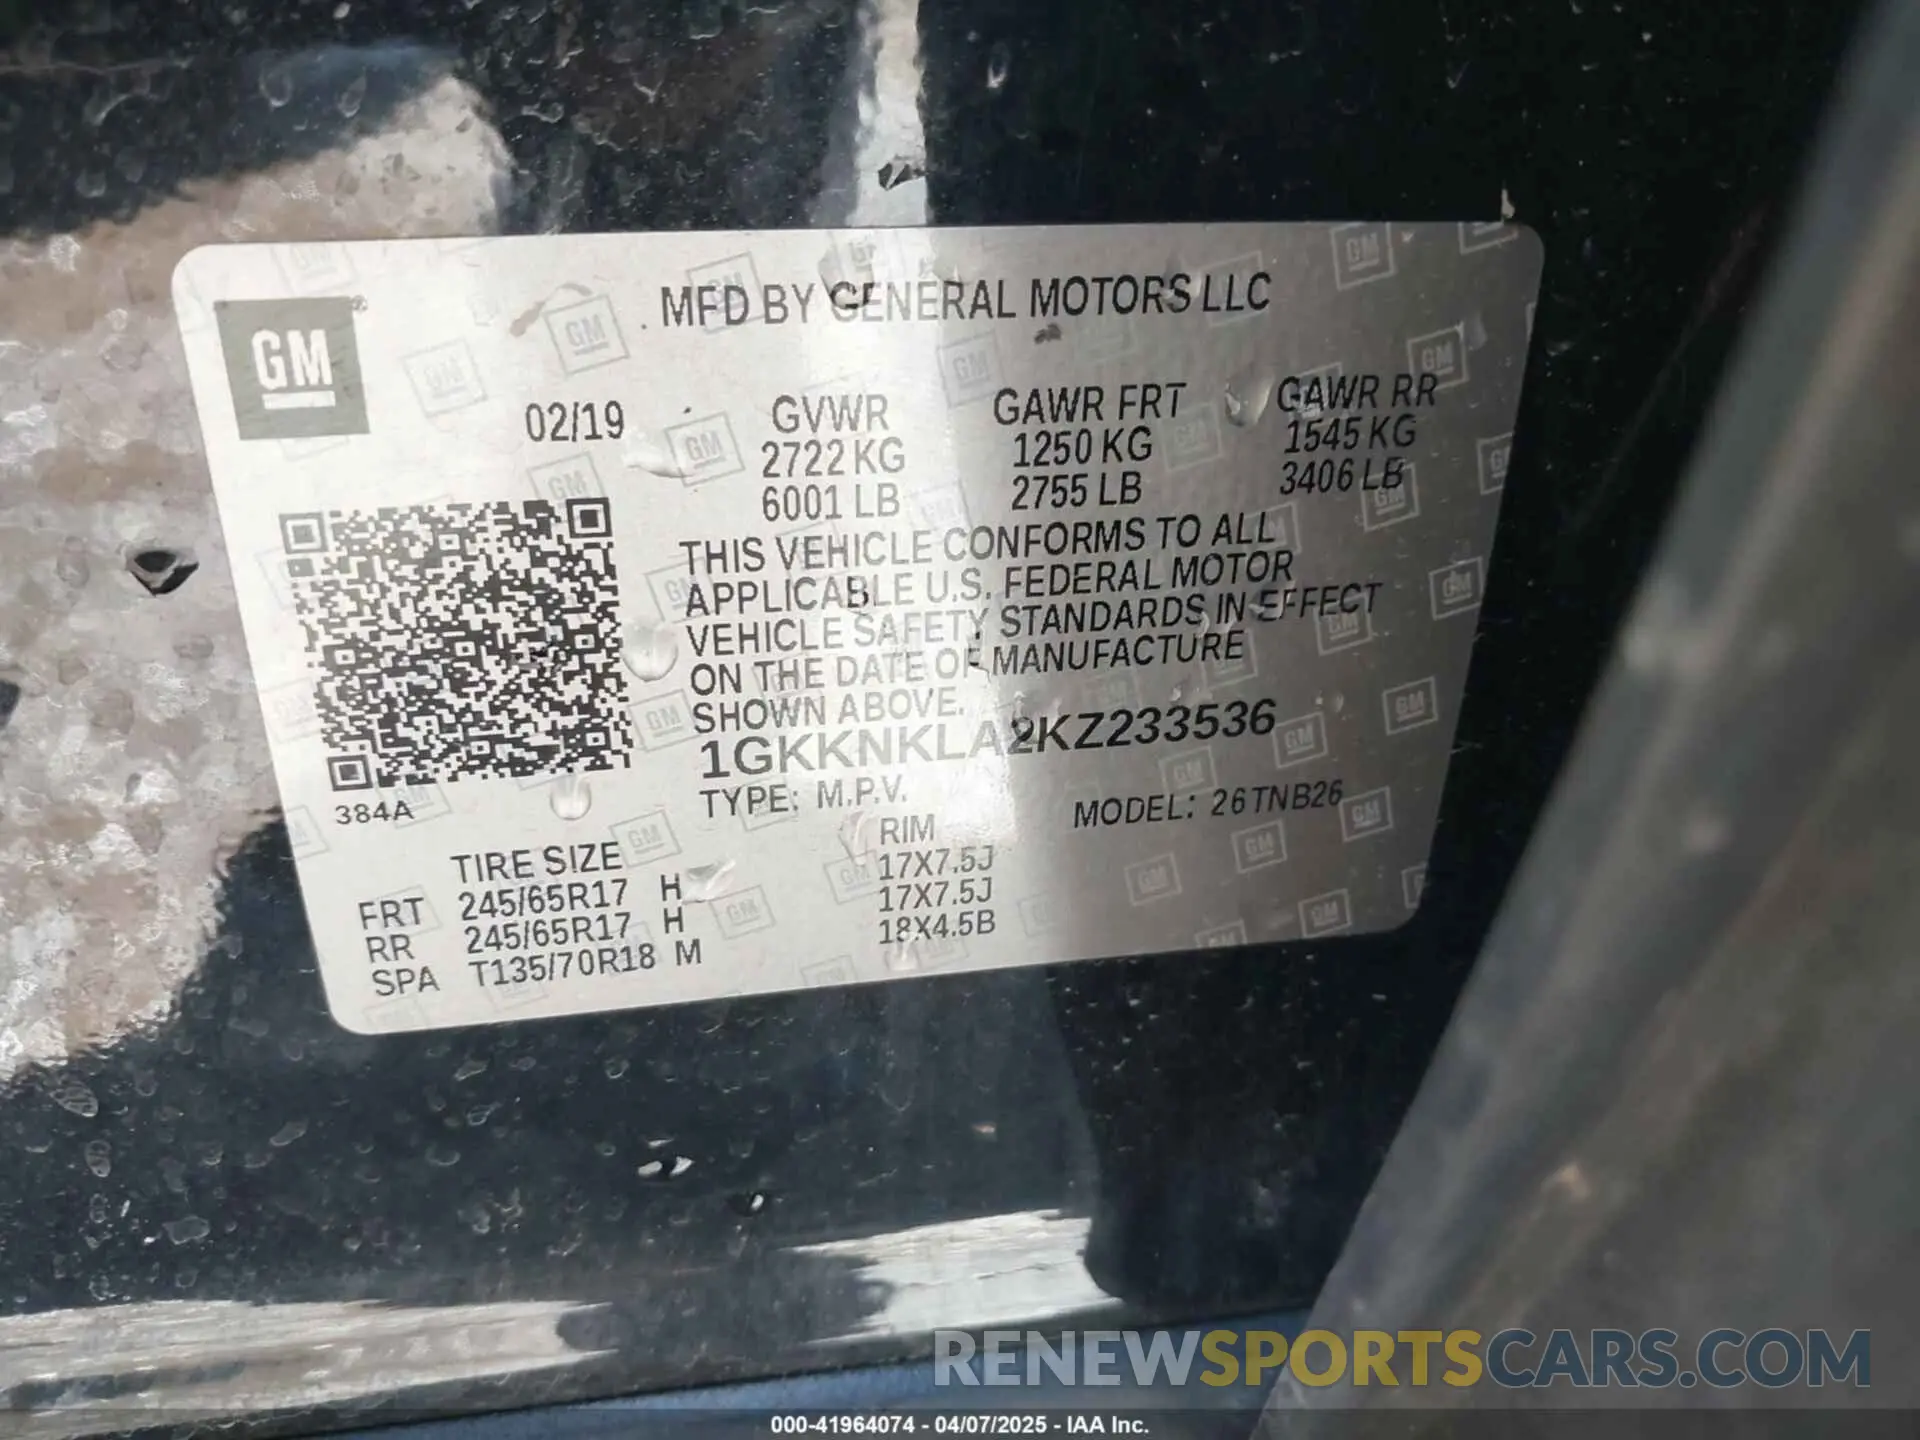 GM
MFD BY GENERAL MOTORS LLC
02/19 GVWR GAWR FRT GAWR RR
2722 KG 1250 KG 1545 KG
6001 LB 2755 LB 3406 LB
THIS VEHICLE CONFORMS TO ALL
APPLICABLE U.S. FEDERAL MOTOR
VEHICLE SAFETY STANDARDS IN EFFECT
ON THE DATE OF MANUFACTURE
SHOWN ABOVE.
1GKKNKLA2KZ233536
384A TYPE: M.P.V. MODEL: 26TNB26
TIRE SIZE RIM
FRT 245/65R17 H 17X7.5J
RR 245/65R17 H 17X7.5J
SPA T135/70R18 M 18X4.5B
RENEWSPORTSCARS.COM
000-41964074 - 04/07/2025 - IAA Inc.